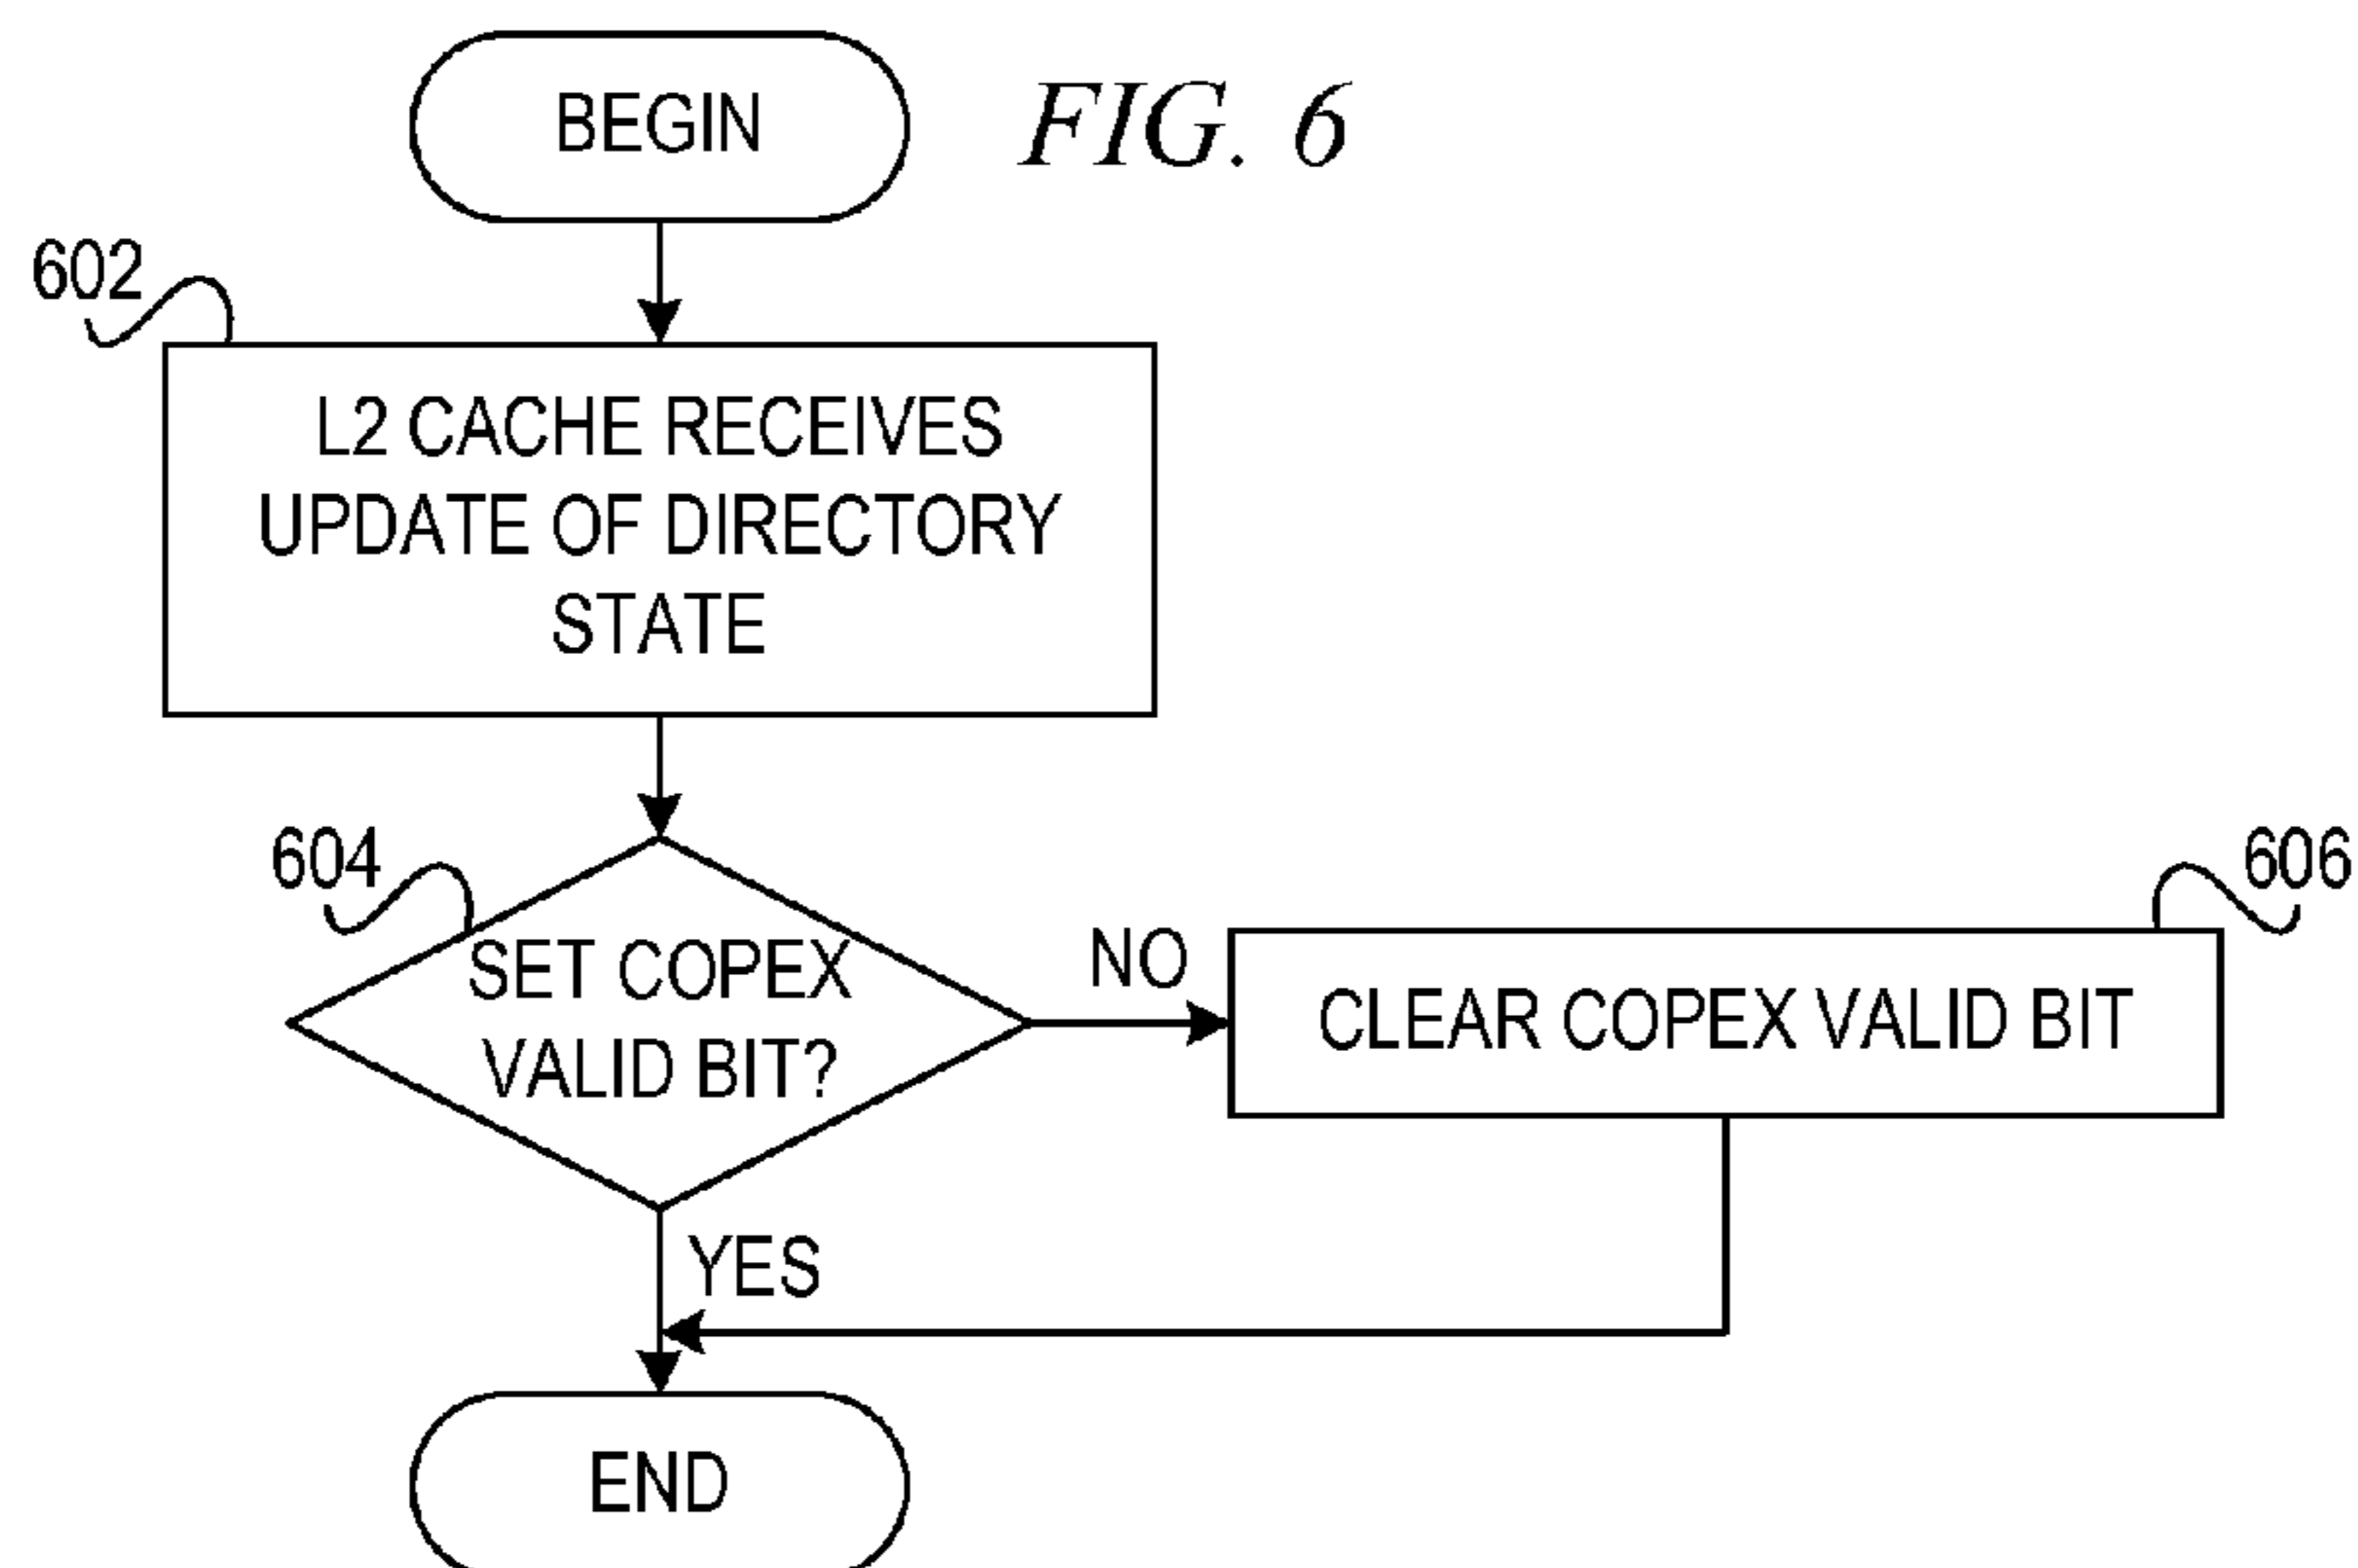 BEGIN
FIG. 6
602
L2 CACHE RECEIVES
UPDATE OF DIRECTORY
STATE
604
SET COPEX
VALID BIT?
NO
606
CLEAR COPEX VALID BIT
YES
END